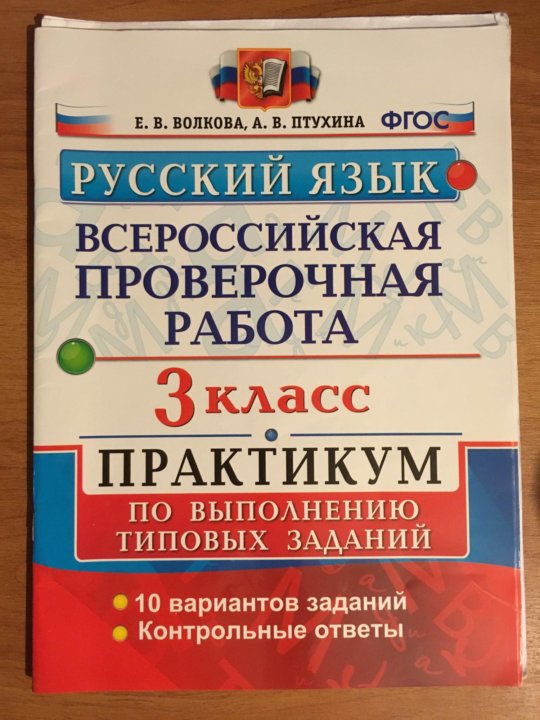 Е. В. ВОЛКОВА, А. В. ПТУХИНА
ФГОС
РУССКИЙ ЯЗЫК
ВСЕРОССИЙСКАЯ
ПРОВЕРОЧНАЯ
РАБОТА
3 класс
ПРАКТИКУМ
ПО ВЫПОЛНЕНИЮ
ТИПОВЫХ ЗАДАНИЙ
10 вариантов заданий
Контрольные ответы